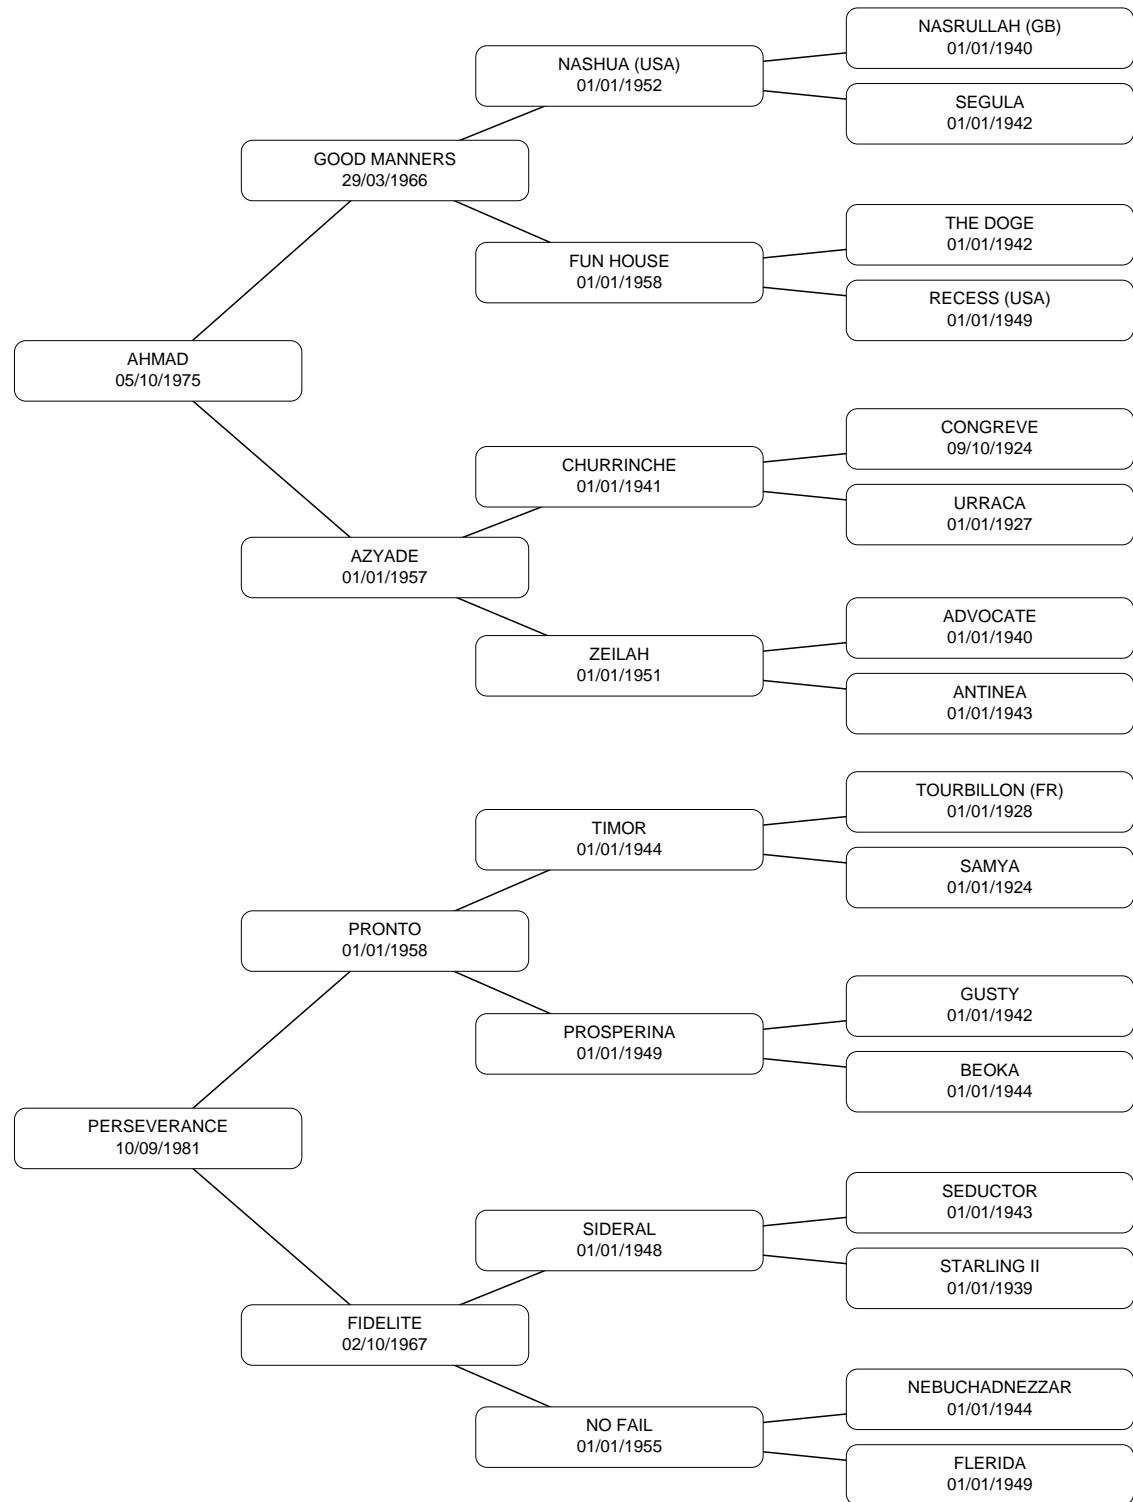 NASRULLAH (GB)
01/01/1940
NASHUA (USA)
01/01/1952
SEGULA
01/01/1942
GOOD MANNERS
29/03/1966
THE DOGE
01/01/1942
FUN HOUSE
01/01/1958
RECESS (USA)
01/01/1949
AHMAD
05/10/1975
CONGREVE
09/10/1924
CHURRINCHE
01/01/1941
URRACA
01/01/1927
AZYADE
01/01/1957
ADVOCATE
01/01/1940
ZEILAH
01/01/1951
ANTINEA
01/01/1943
TOURBILLON (FR)
01/01/1928
TIMOR
01/01/1944
SAMYA
01/01/1924
PRONTO
01/01/1958
GUSTY
01/01/1942
PROSPERINA
01/01/1949
BEOKA
01/01/1944
PERSEVERANCE
10/09/1981
SEDUCTOR
01/01/1943
SIDERAL
01/01/1948
STARLING II
01/01/1939
FIDELITE
02/10/1967
NEBUCHADNEZZAR
01/01/1944
NO FAIL
01/01/1955
FLERIDA
01/01/1949